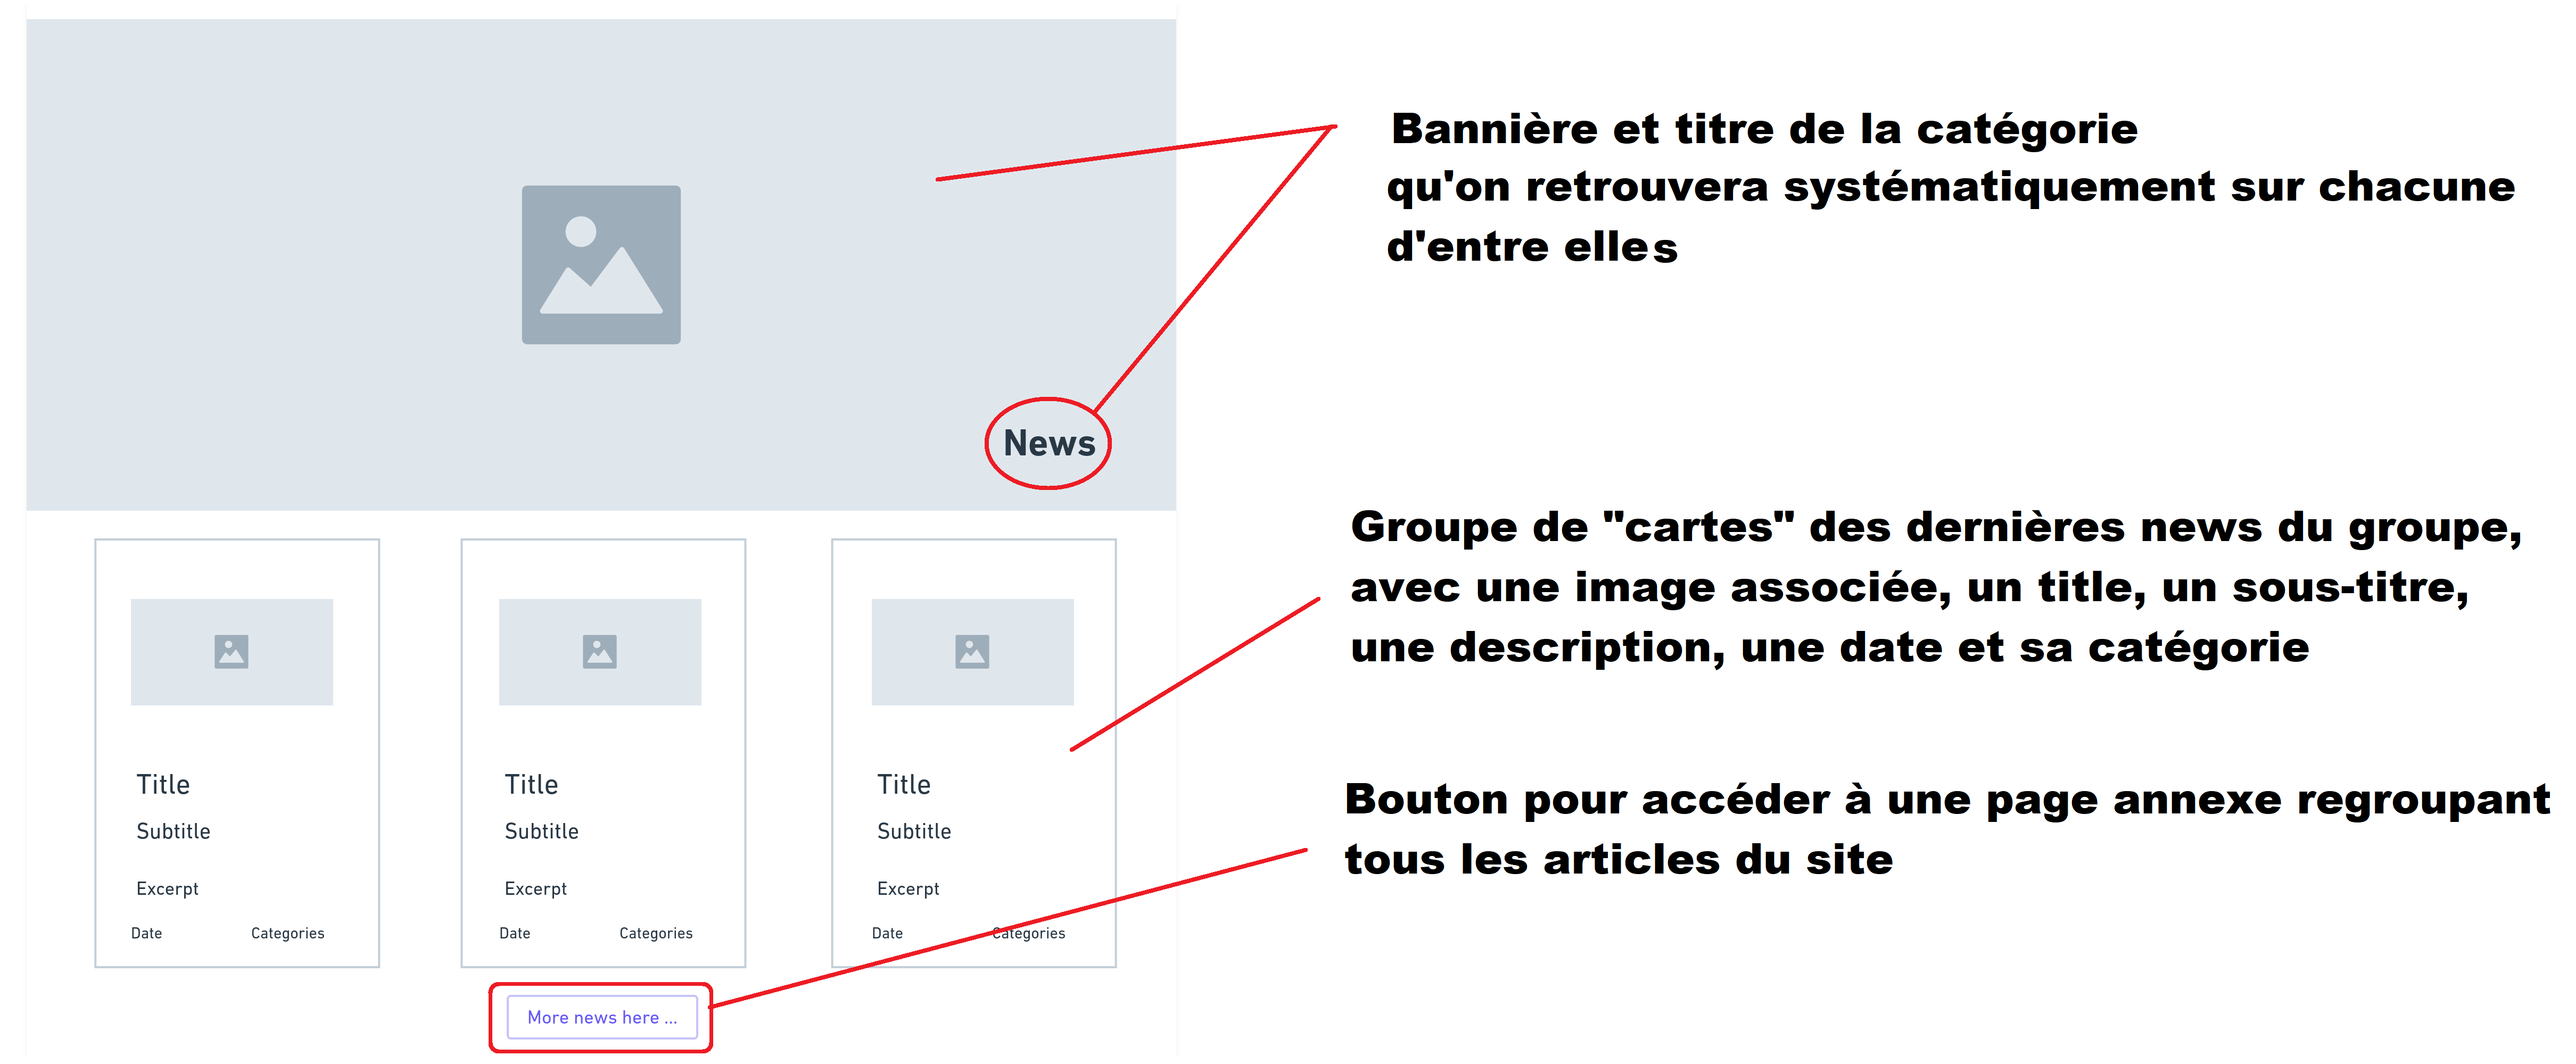 Bannière et titre de la catégorie
qu'on retrouvera systématiquement sur chacune
d'entre elles
News
Groupe de "cartes" des dernières news du groupe,
avec une image associée, un title, un sous-titre,
une description, une date et sa catégorie
Title
Subtitle
Excerpt
Date Categories
Title
Subtitle
Excerpt
Date Categories
Title
Subtitle
Excerpt
Date Categories
Bouton pour accéder à une page annexe regroupant
tous les articles du site
More news here ...